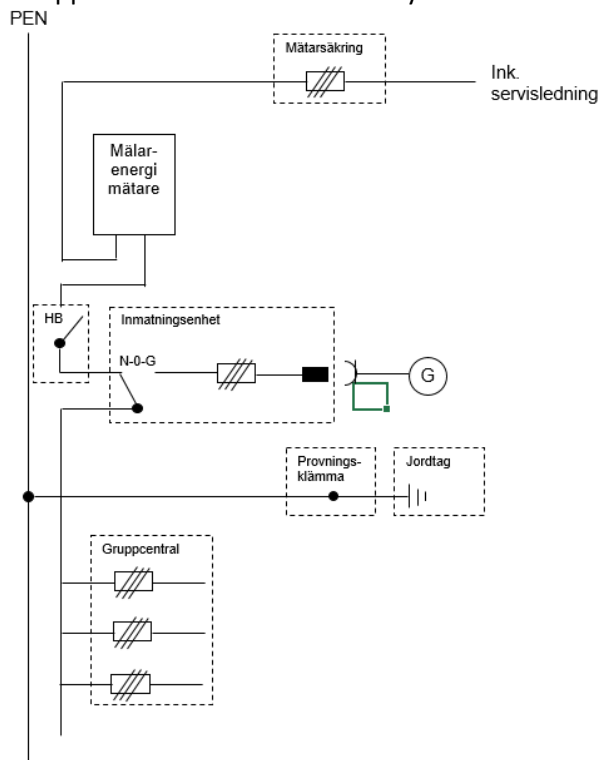 PEN
Mätarsäkring
Ink.
servisledning
Mälar-
energi
mätare
HB
Inmatningsenhet
N-0-G
G
Provnings-
klämma
Jordtag
Gruppcentral